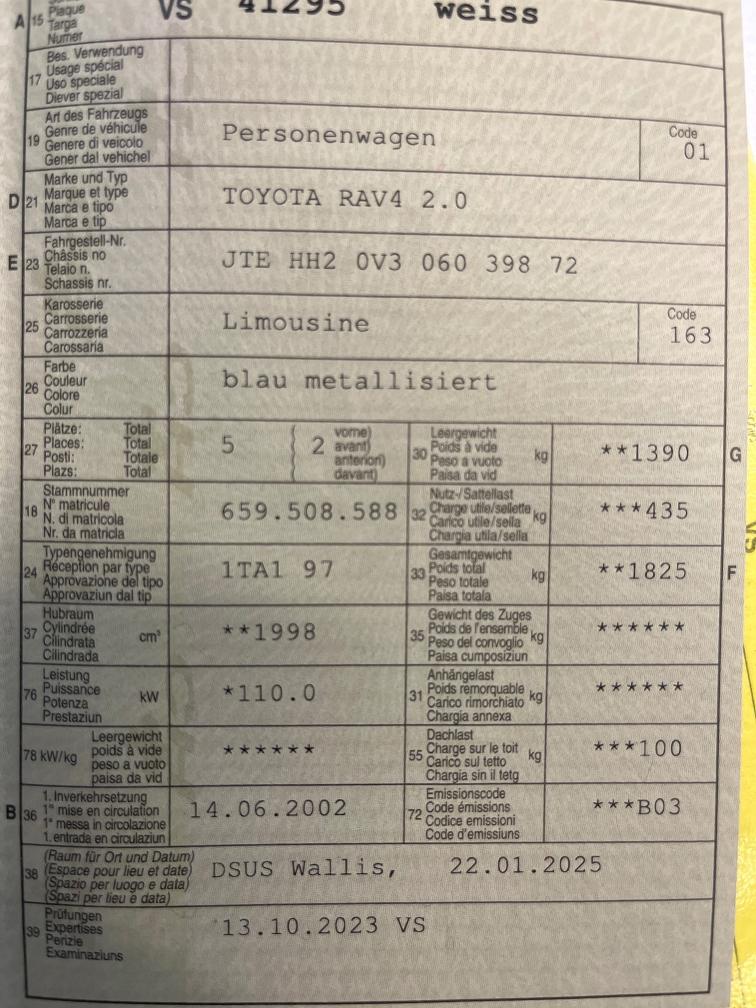 A 15 Plaque VS 41295 weiss
Targa
Numer
17 Bes. Verwendung
Usage spécial
Uso speciale
Diever spezial
19 Art des Fahrzeugs
Genre de véhicule
Genere di veicolo
Gener dal vehichel
Personenwagen
Code
01
D 21 Marke und Typ
Marque et type
Marca e tipo
Marca e tip
TOYOTA RAV4 2.0
E 23 Fahrgestell-Nr.
Châssis no
Telaio n.
Schassis nr.
JTE HH2 0V3 060 398 72
25 Karosserie
Carrosserie
Carrozzeria
Carossaria
Limousine
Code
163
26 Farbe
Couleur
Colore
Colur
blau metallisiert
27 Plätze: Total
Places: Total
Posti: Totale
Plazs: Total
5 ( 2 vorne)
avant)
anteriori)
davant)
30 Leergewicht
Poids à vide
Peso a vuoto
Paisa da vid
kg
**1390 G
18 Stammnummer
N° matricule
N. di matricola
Nr. da matricla
659.508.588
32 Nutz-/Sattellast
Charge utile/sellette
Carico utile/sella
Chargia utila/sella
kg
***435
24 Typengenehmigung
Réception par type
Approvazione del tipo
Approvaziun dal tip
1TA1 97
33 Gesamtgewicht
Poids total
Peso totale
Paisa totala
kg
**1825 F
37 Hubraum
Cylindrée
Cilindrata
Cilindrada
cm³
**1998
35 Gewicht des Zuges
Poids de l'ensemble
Peso del convoglio
Paisa cumposiziun
kg
******
76 Leistung
Puissance
Potenza
Prestaziun
kW
*110.0
31 Anhängelast
Poids remorquable
Carico rimorchiato
Chargia annexa
kg
******
78 kW/kg Leergewicht
poids à vide
peso a vuoto
paisa da vid
******
55 Dachlast
Charge sur le toit
Carico sul tetto
Chargia sin il tetg
kg
***100
B 36 1. Inverkehrsetzung
1re mise en circulation
1a messa in circolazione
1. entrada en circulaziun
14.06.2002
72 Emissionscode
Code émissions
Codice emissioni
Code d'emissiuns
***B03
38 (Raum für Ort und Datum)
(Espace pour lieu et date)
(Spazio per luogo e data)
(Spazi per lieu e data)
DSUS Wallis, 22.01.2025
39 Prüfungen
Expertises
Perizie
Examinaziuns
13.10.2023 VS